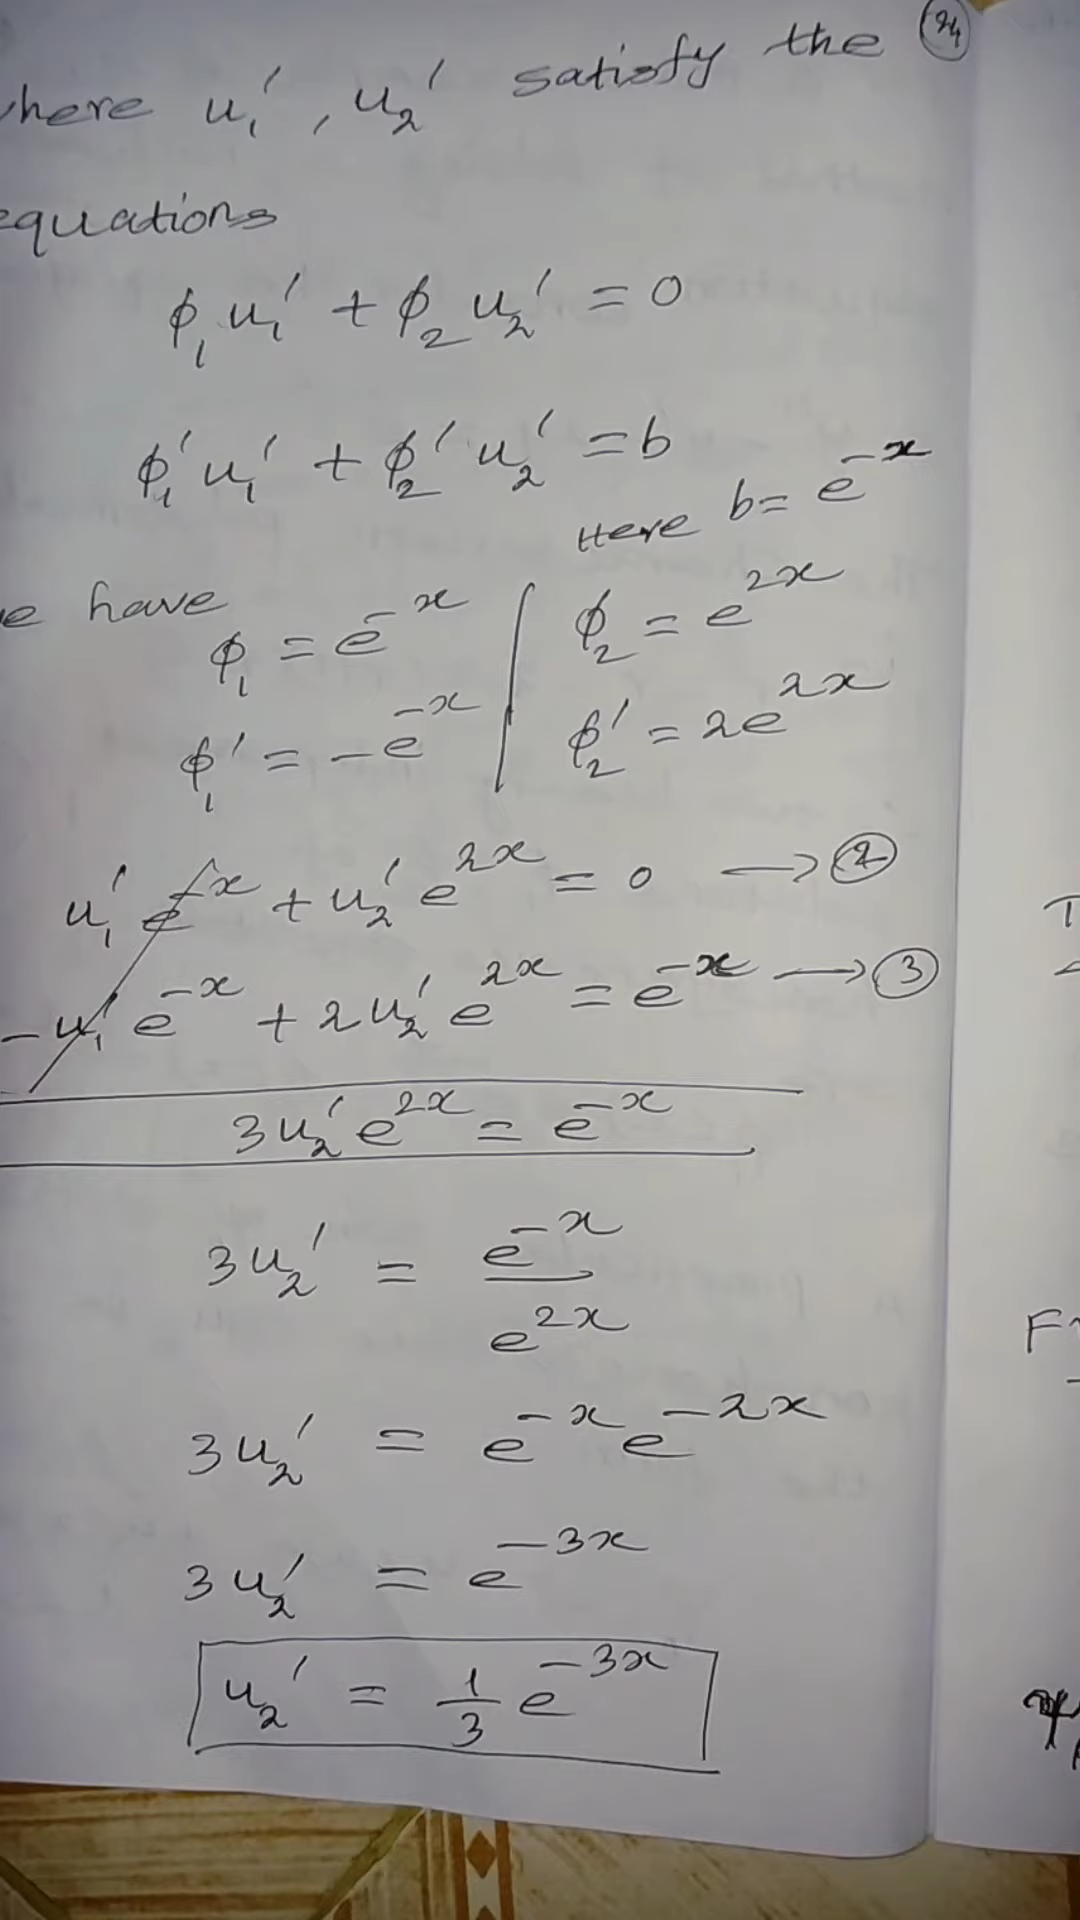 where u₁', u₂' satisfy the 24
equations
ϕ₁u₁' + ϕ₂u₂' = 0
ϕ₁'u₁' + ϕ₂'u₂' = b
Here b = e^{-x}
we have
ϕ₁ = e^{-x} | ϕ₂ = e^{2x}
ϕ₁' = -e^{-x} | ϕ₂' = 2e^{2x}
u₁'e^{-x} + u₂'e^{2x} = 0 → ②
-u₁'e^{-x} + 2u₂'e^{2x} = e^{-x} → ③
3u₂'e^{2x} = e^{-x}
3u₂' = e^{-x}/e^{2x}
3u₂' = e^{-x}e^{-2x}
3u₂' = e^{-3x}
u₂' = 1/3 e^{-3x}